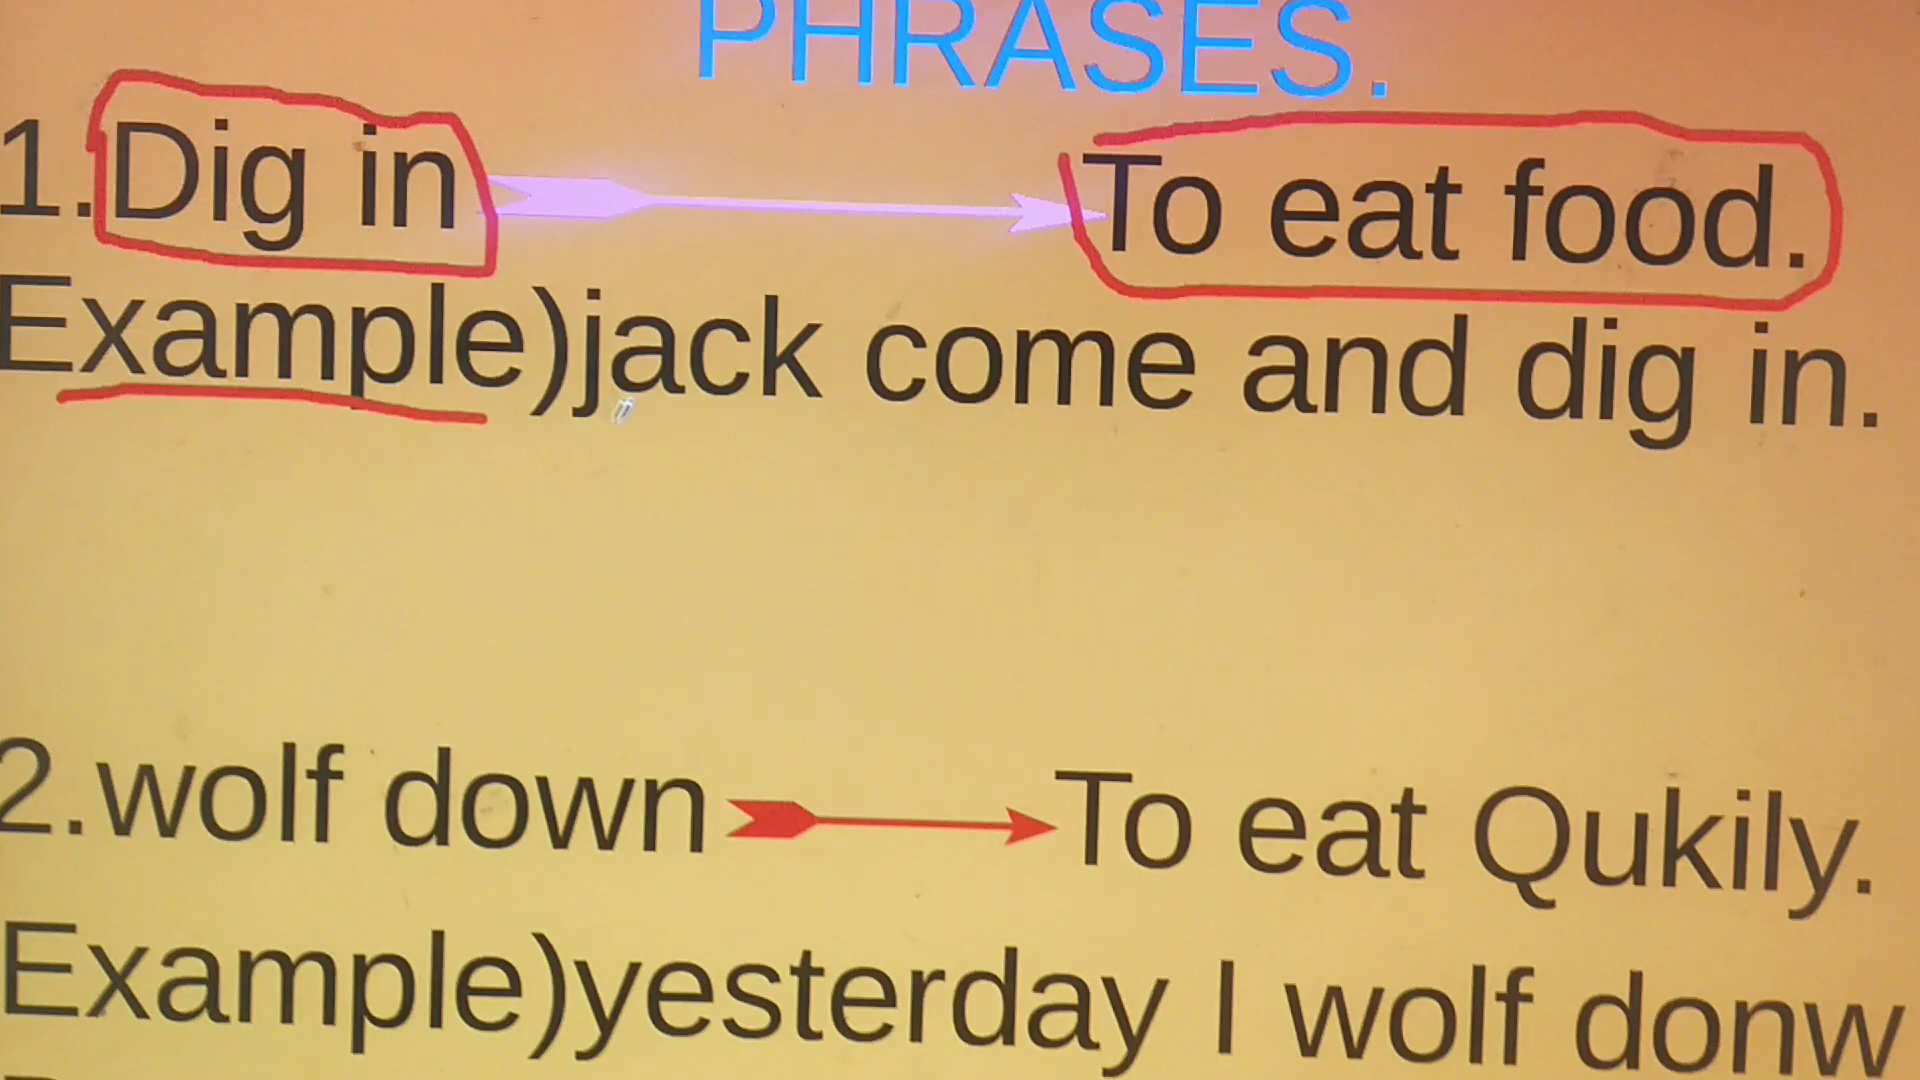 PHRASES.
1.Dig in To eat food.
Example)jack come and dig in.
2.wolf down To eat Qukily.
Example)yesterday I wolf donw